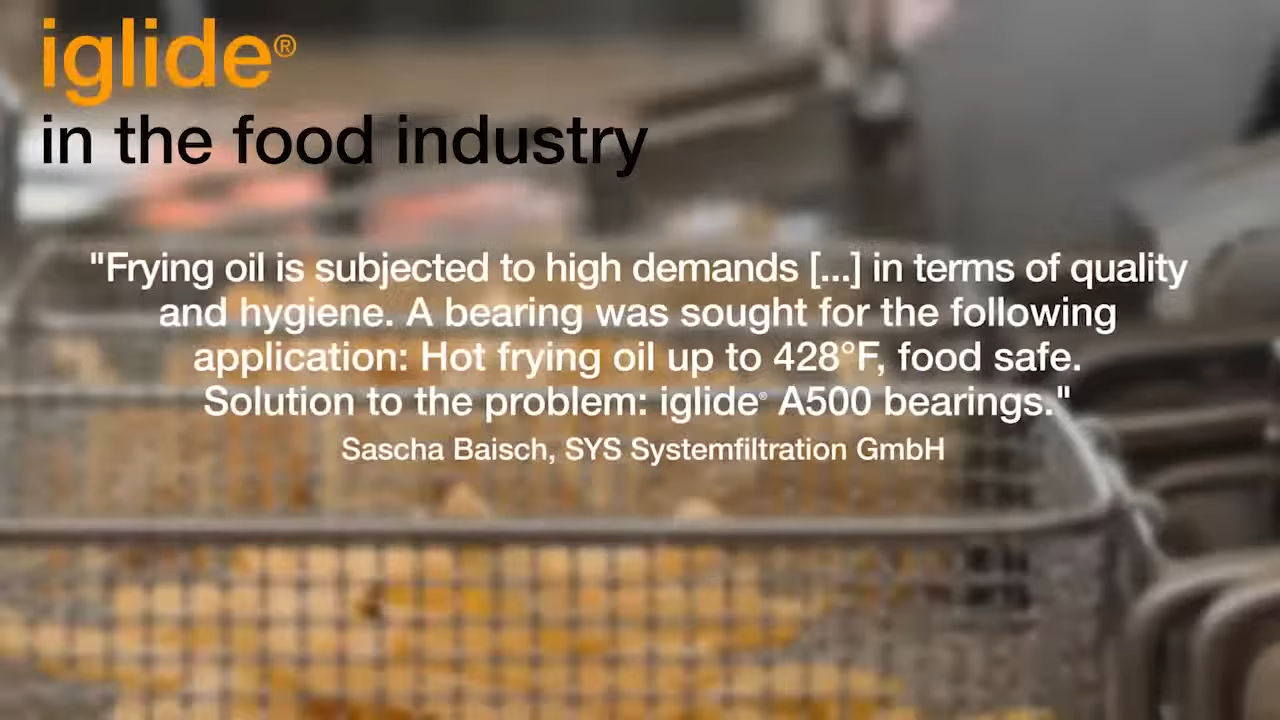 iglide®
in the food industry
"Frying oil is subjected to high demands [...] in terms of quality
and hygiene. A bearing was sought for the following
application: Hot frying oil up to 428°F, food safe.
Solution to the problem: iglide® A500 bearings."
Sascha Baisch, SYS Systemfiltration GmbH